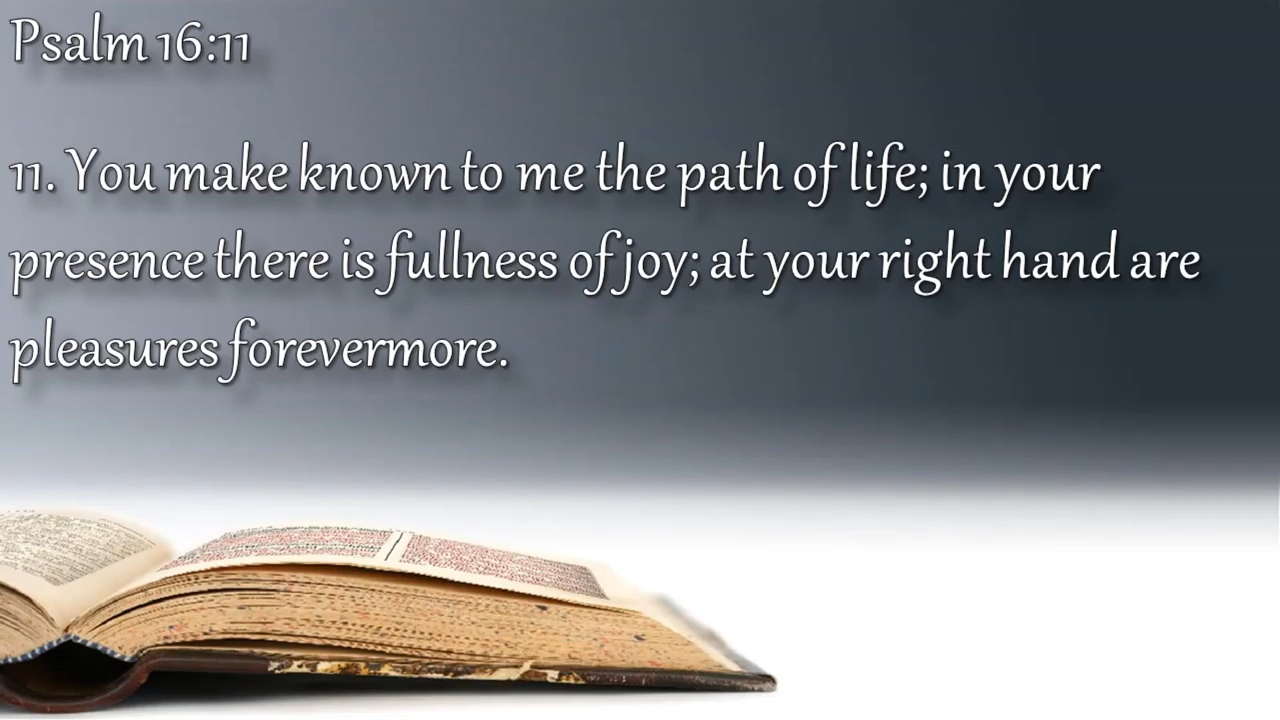 Psalm 16:11
11. You make known to me the path of life; in your
presence there is fullness of joy; at your right hand are
pleasures forevermore.